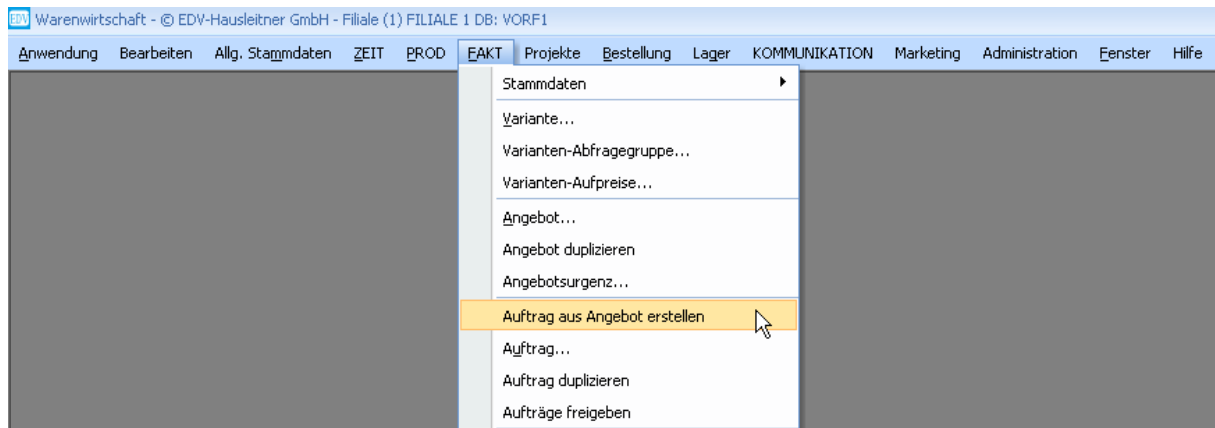 EDV Warenwirtschaft - © EDV-Hausleitner GmbH - Filiale (1) FILIALE 1 DB: VORF1
Anwendung Bearbeiten Allg. Stammdaten ZEIT PROD FAKT Projekte Bestellung Lager KOMMUNIKATION Marketing Administration Fenster Hilfe
Stammdaten
Variante...
Varianten-Abfragegruppe...
Varianten-Aufpreise...
Angebot...
Angebot duplizieren
Angebotsurgenz...
Auftrag aus Angebot erstellen
Auftrag...
Auftrag duplizieren
Aufträge freigeben